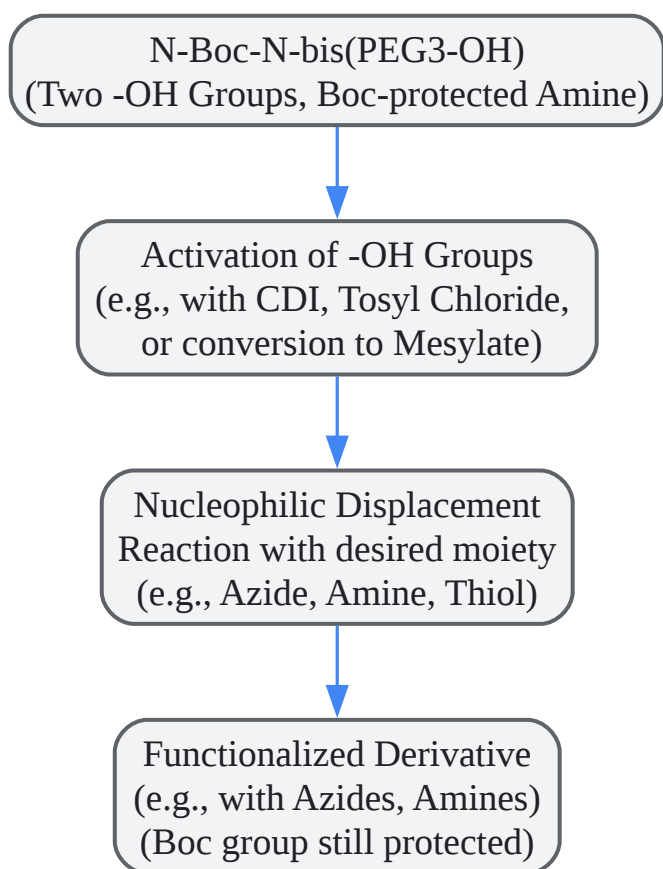 N-Boc-N-bis(PEG3-OH)
(Two -OH Groups, Boc-protected Amine)
Activation of -OH Groups
(e.g., with CDI, Tosyl Chloride,
or conversion to Mesylate)
Nucleophilic Displacement
Reaction with desired moiety
(e.g., Azide, Amine, Thiol)
Functionalized Derivative
(e.g., with Azides, Amines)
(Boc group still protected)